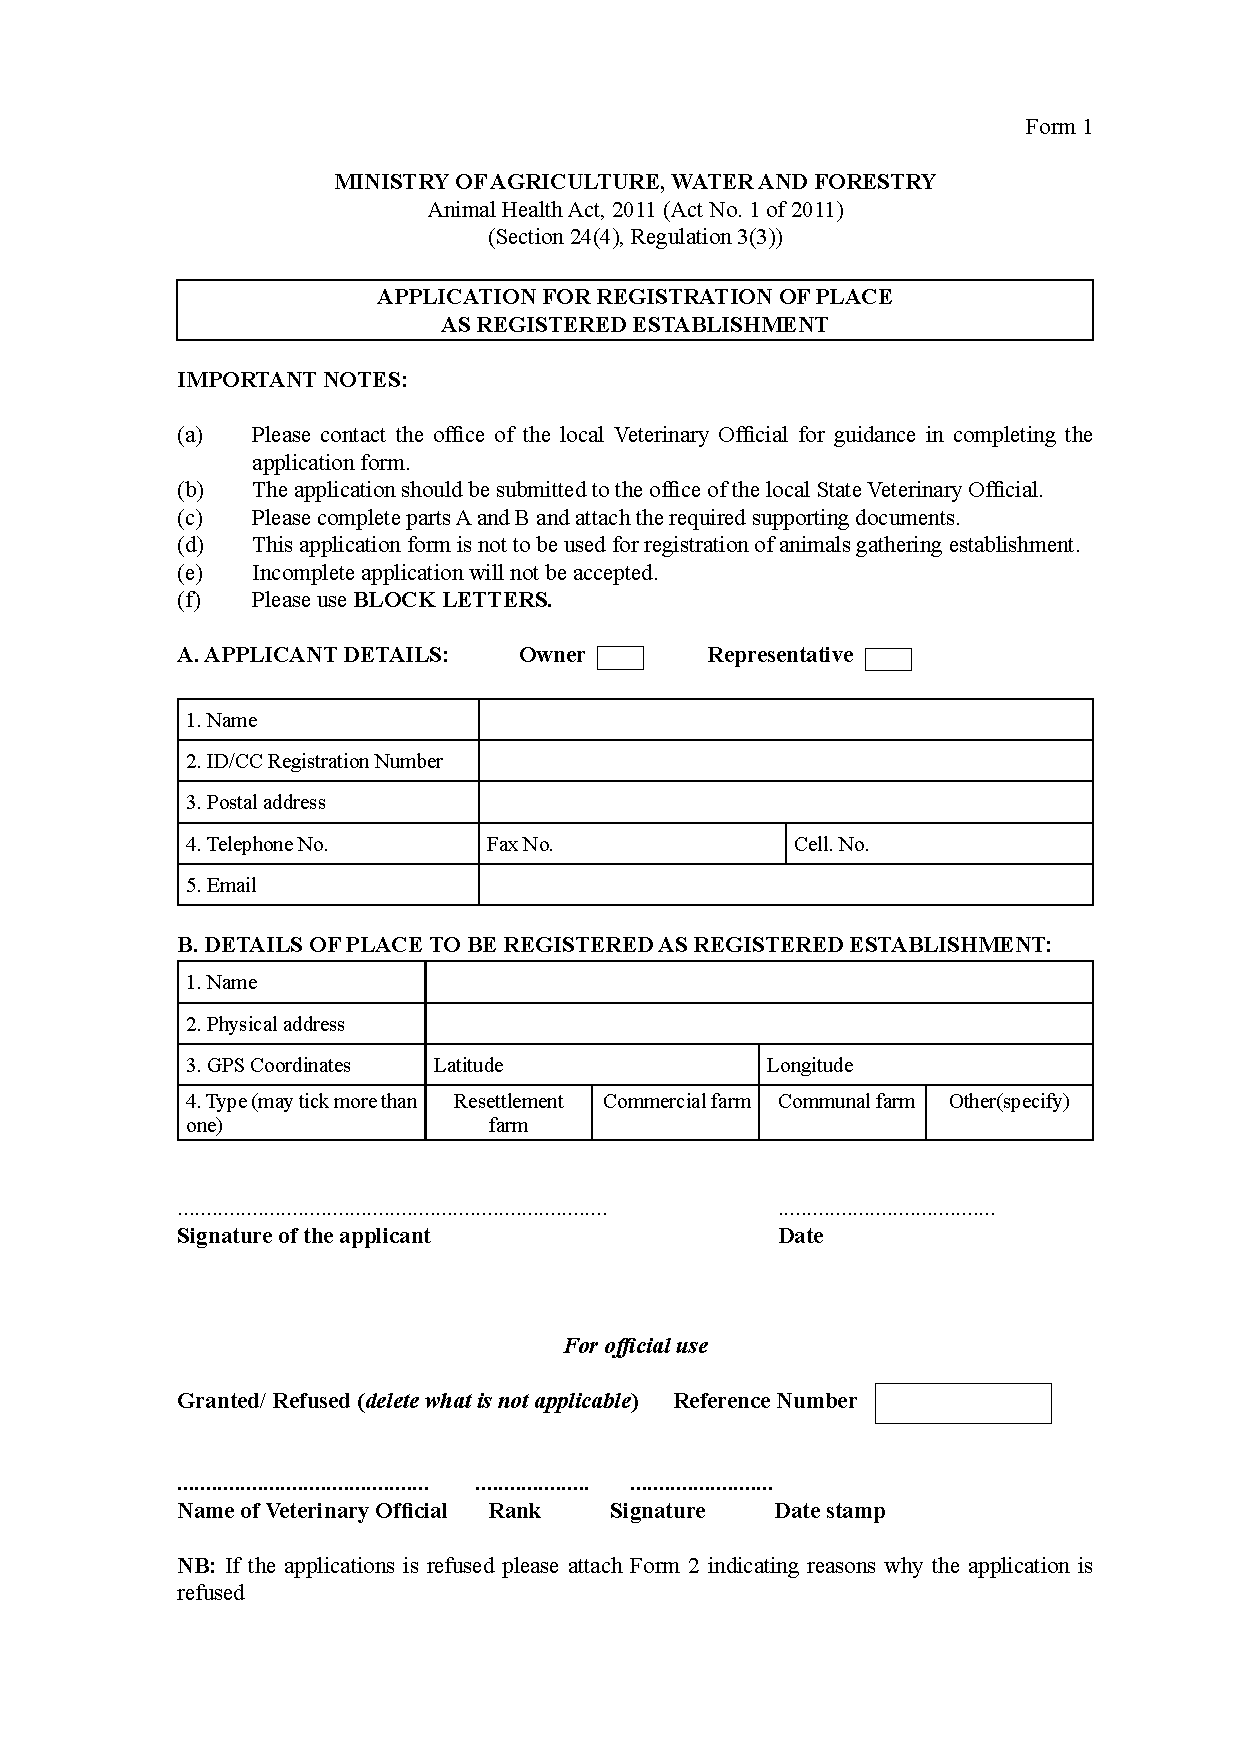 Form 1
MINISTRY OF AGRICULTURE, WATER AND FORESTRY
Animal Health Act, 2011 (Act No. 1 of 2011)
(Section 24(4), Regulation 3(3))
APPLICATION FOR REGISTRATION OF PLACE
AS REGISTERED ESTABLISHMENT
IMPORTANT NOTES:
(a) Please contact the office of the local Veterinary Official for guidance in completing the
application form.
(b) The application should be submitted to the office of the local State Veterinary Official.
(c) Please complete parts A and B and attach the required supporting documents.
(d) This application form is not to be used for registration of animals gathering establishment.
(e) Incomplete application will not be accepted.
(f) Please use BLOCK LETTERS.
A. APPLICANT DETAILS: Owner Representative
1. Name
2. ID/CC Registration Number
3. Postal address
4. Telephone No. Fax No. Cell. No.
5. Email
B. DETAILS OF PLACE TO BE REGISTERED AS REGISTERED ESTABLISHMENT:
1. Name
2. Physical address
3. GPS Coordinates Latitude Longitude
4. Type (may tick more than Resettlement Commercial farm Communal farm Other(specify)
one) farm
........................................................................... ......................................
Signature of the applicant Date
For official use
Granted/ Refused (delete what is not applicable) Reference Number
............................................ .................... .........................
Name of Veterinary Official Rank Signature Date stamp
NB: If the applications is refused please attach Form 2 indicating reasons why the application is
refused